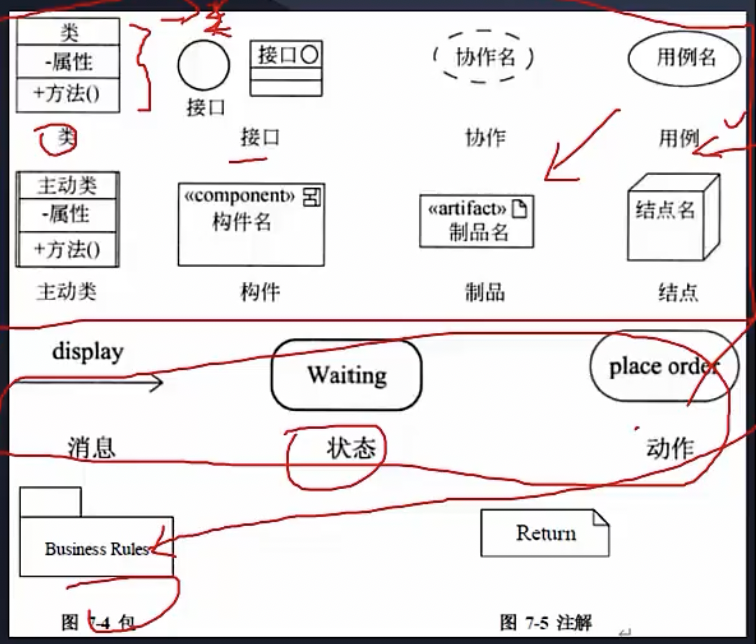 类
-属性
+方法()
类
接口
接口
接口
协作名
协作
用例名
用例
主动类
-属性
+方法()
主动类
«component»
构件名
构件
«artifact»
制品名
制品
结点名
结点
display
消息
Waiting
状态
place order
动作
Business Rules
图 7-4 包
Return
图 7-5 注解